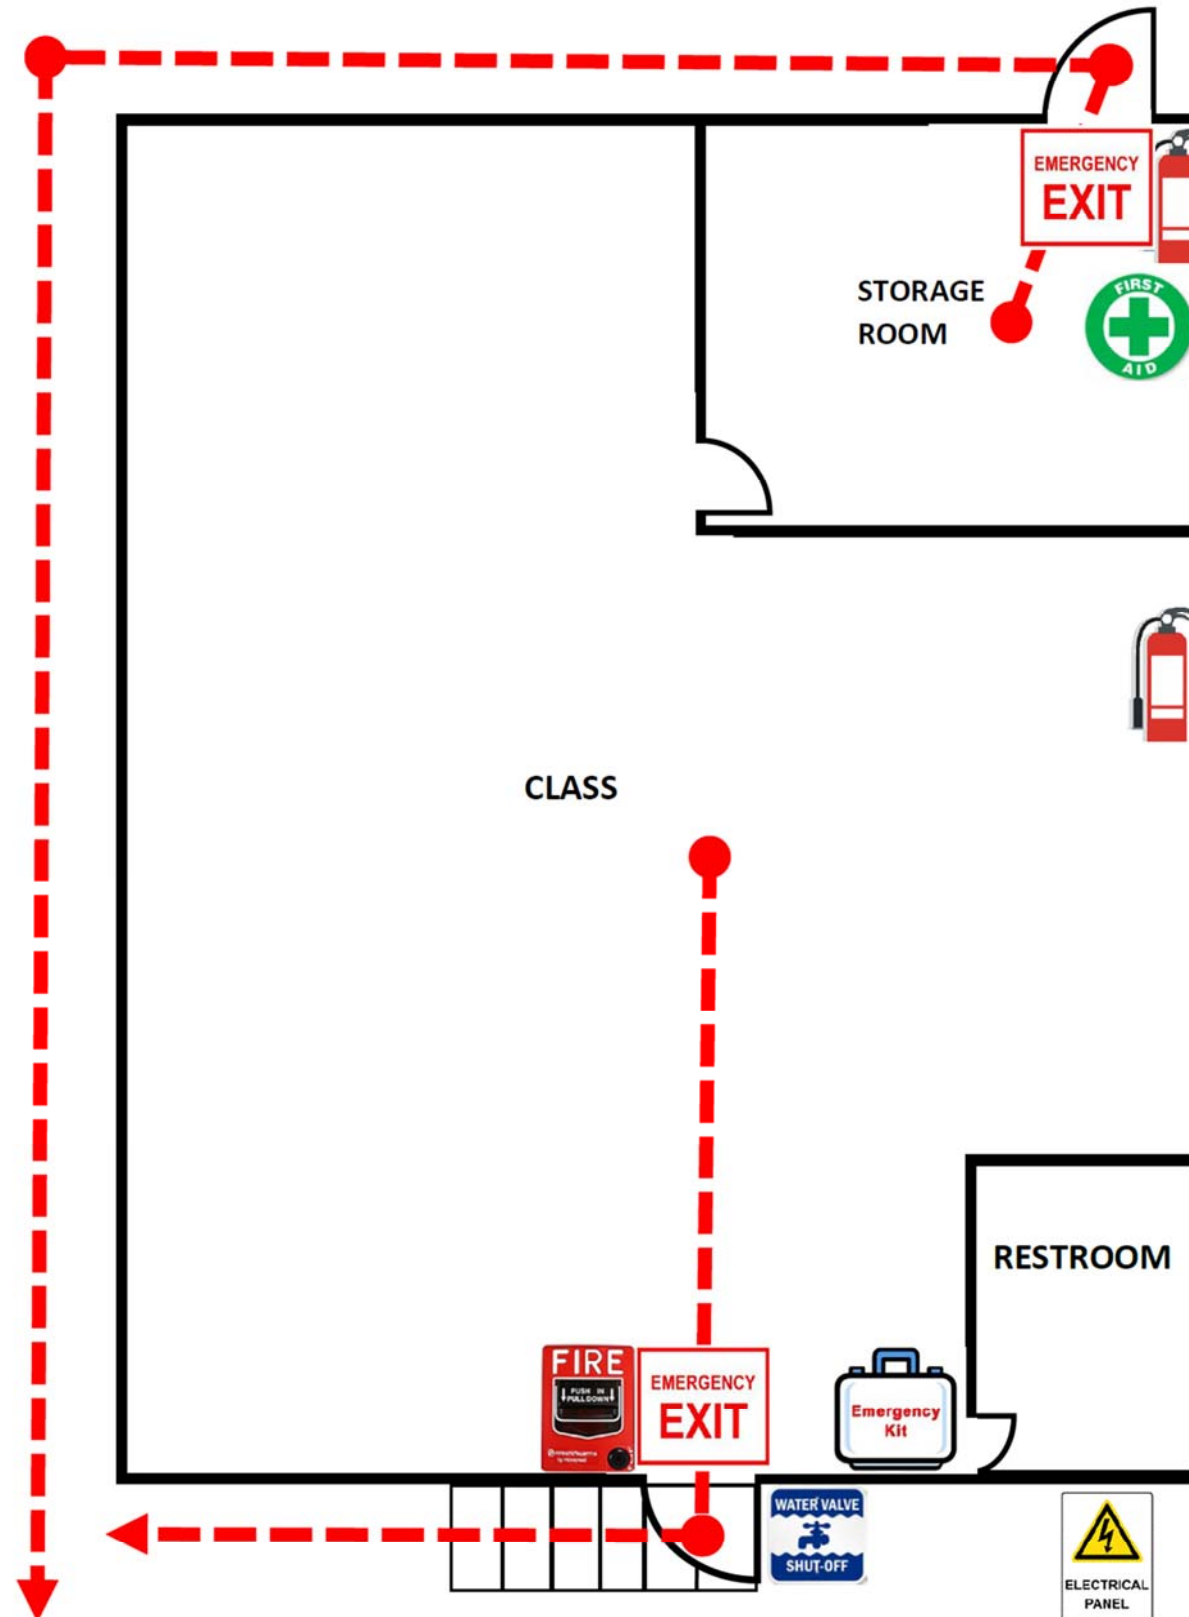 EMERGENCY
EXIT
STORAGE
ROOM
FIRST
AID
CLASS
RESTROOM
FIRE
PUSH IN
PULL DOWN
EMERGENCY
EXIT
Emergency
Kit
WATER VALVE
SHUT-OFF
ELECTRICAL
PANEL